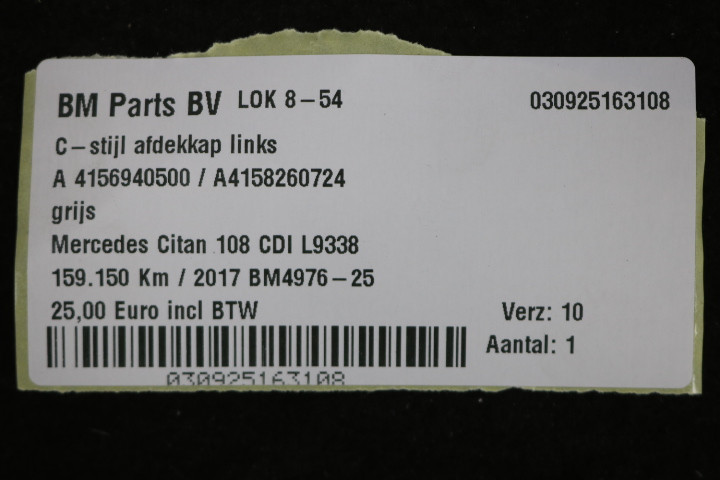 BM Parts BV LOK 8-54 030925163108
C-stijl afdekkap links
A 4156940500 / A4158260724
grijs
Mercedes Citan 108 CDI L9338
159.150 Km / 2017 BM4976-25
25,00 Euro incl BTW Verz: 10
Aantal: 1
030925163108